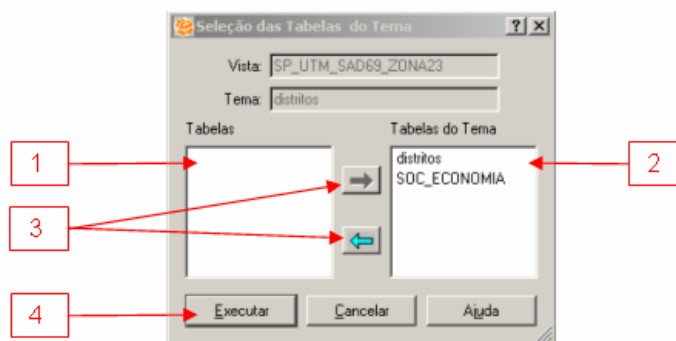 Seleção das Tabelas do Tema
Vista: SP_UTM_SAD69_ZONA23
Tema: distritos
Tabelas
Tabelas do Tema
1
distritos
SOC_ECONOMIA
2
3
4
Executar
Cancelar
Ajuda